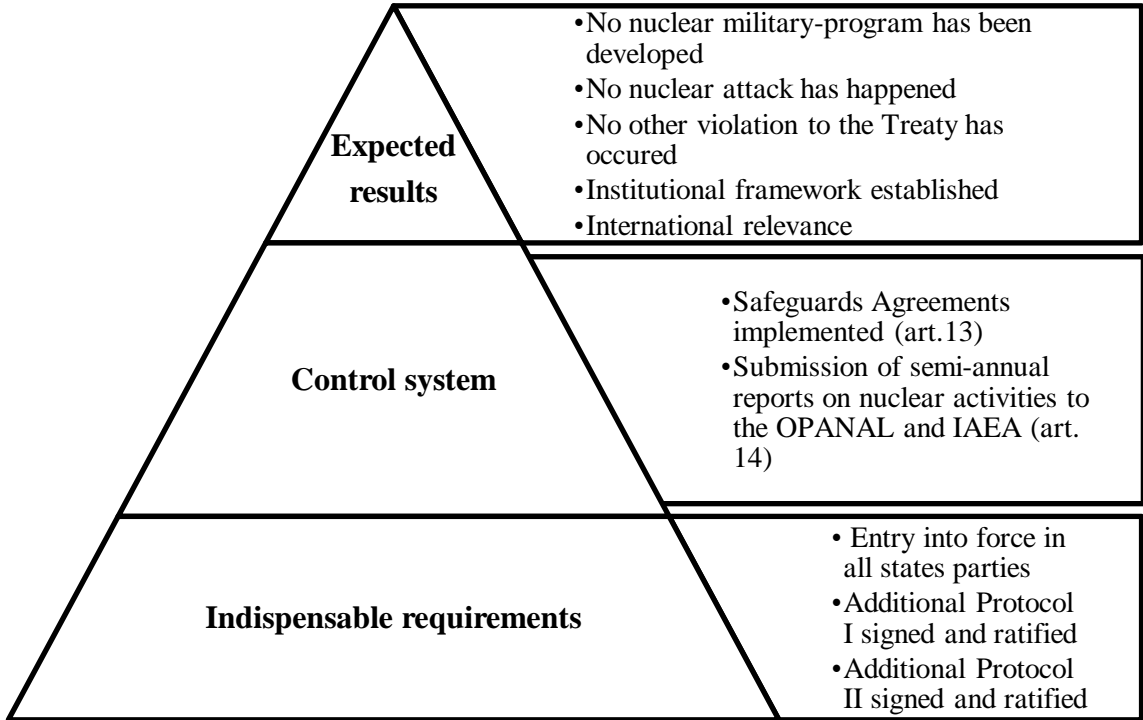 •No nuclear military-program has been
developed
•No nuclear attack has happened
•No other violation to the Treaty has
occured
•Institutional framework established
•International relevance
Expected
results
•Safeguards Agreements
implemented (art.13)
•Submission of semi-annual
reports on nuclear activities to
the OPANAL and IAEA (art.
14)
Control system
• Entry into force in
all states parties
•Additional Protocol
I signed and ratified
•Additional Protocol
II signed and ratified
Indispensable requirements